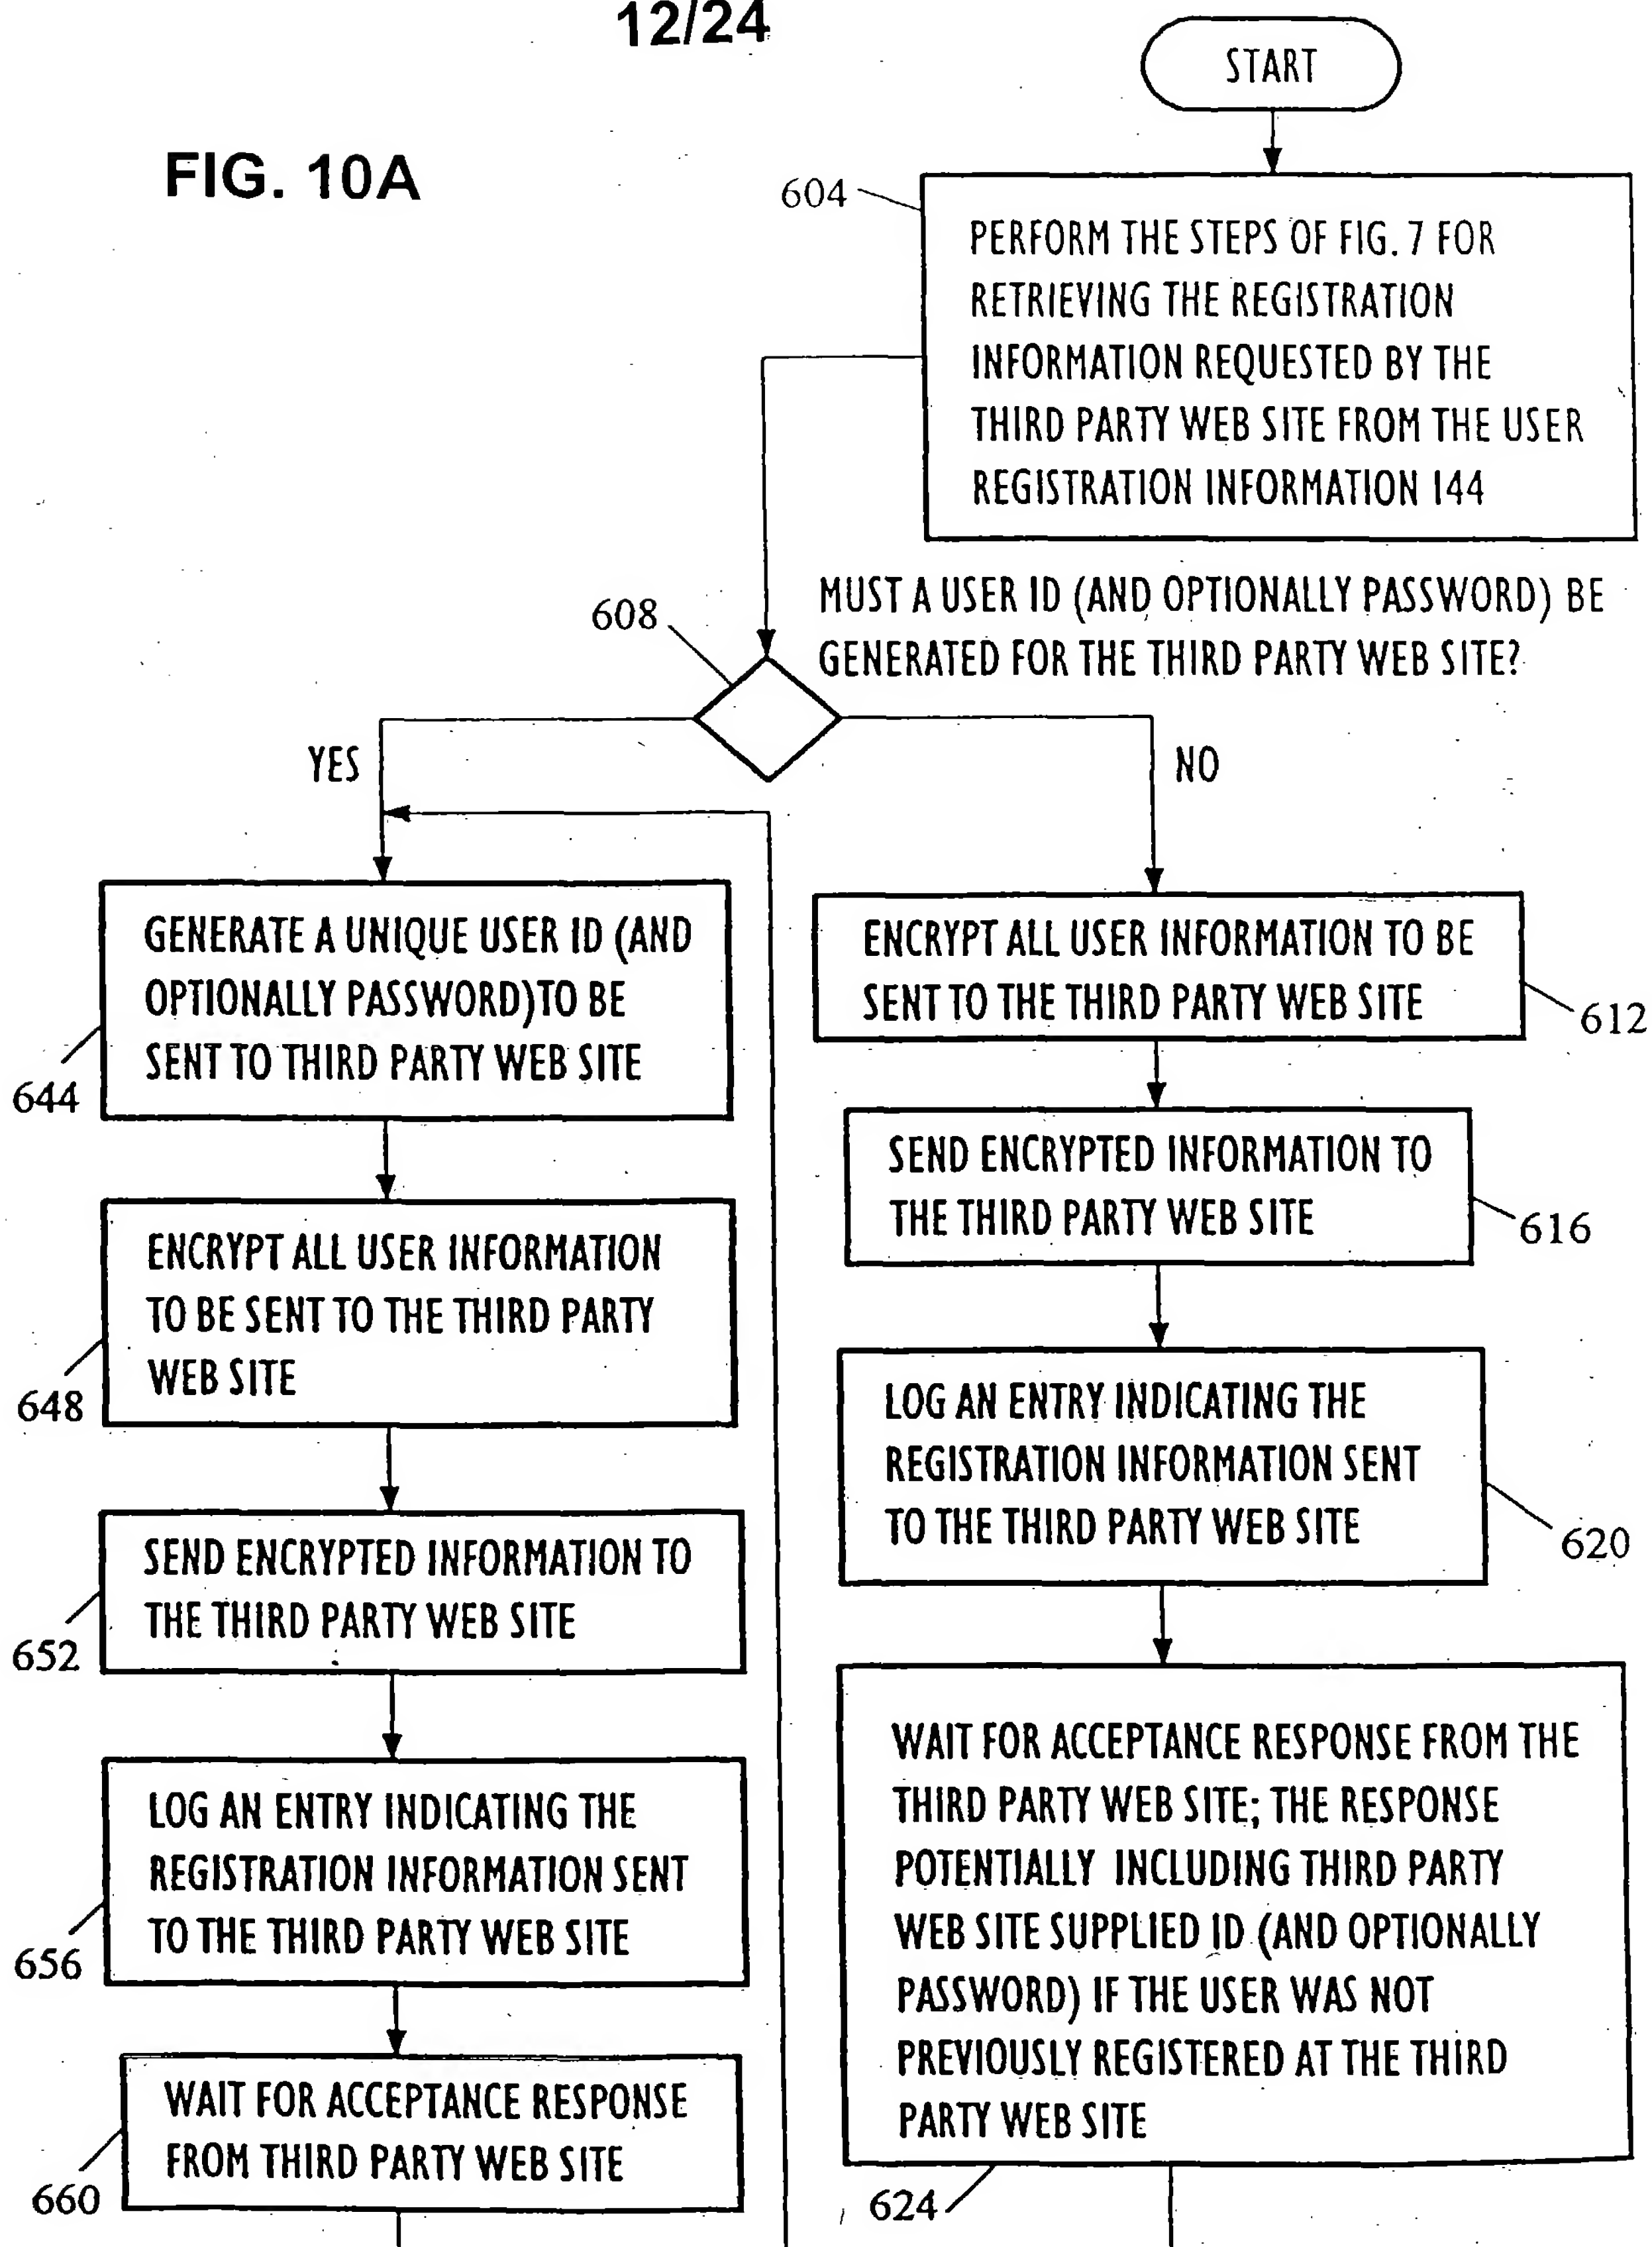 12/24
START
FIG. 10A
604
PERFORM THE STEPS OF FIG. 7 FOR
RETRIEVING THE REGISTRATION
INFORMATION REQUESTED BY THE
THIRD PARTY WEB SITE FROM THE USER
REGISTRATION INFORMATION 144
608
MUST A USER ID (AND OPTIONALLY PASSWORD) BE
GENERATED FOR THE THIRD PARTY WEB SITE?
YES
NO
GENERATE A UNIQUE USER ID (AND
OPTIONALLY PASSWORD)TO BE
SENT TO THIRD PARTY WEB SITE
644
ENCRYPT ALL USER INFORMATION
TO BE SENT TO THE THIRD PARTY
WEB SITE
648
SEND ENCRYPTED INFORMATION TO
THE THIRD PARTY WEB SITE
652
LOG AN ENTRY INDICATING THE
REGISTRATION INFORMATION SENT
TO THE THIRD PARTY WEB SITE
656
WAIT FOR ACCEPTANCE RESPONSE
FROM THIRD PARTY WEB SITE
660
ENCRYPT ALL USER INFORMATION TO BE
SENT TO THE THIRD PARTY WEB SITE
612
SEND ENCRYPTED INFORMATION TO
THE THIRD PARTY WEB SITE
616
LOG AN ENTRY INDICATING THE
REGISTRATION INFORMATION SENT
TO THE THIRD PARTY WEB SITE
620
WAIT FOR ACCEPTANCE RESPONSE FROM THE
THIRD PARTY WEB SITE; THE RESPONSE
POTENTIALLY INCLUDING THIRD PARTY
WEB SITE SUPPLIED ID (AND OPTIONALLY
PASSWORD) IF THE USER WAS NOT
PREVIOUSLY REGISTERED AT THE THIRD
PARTY WEB SITE
624